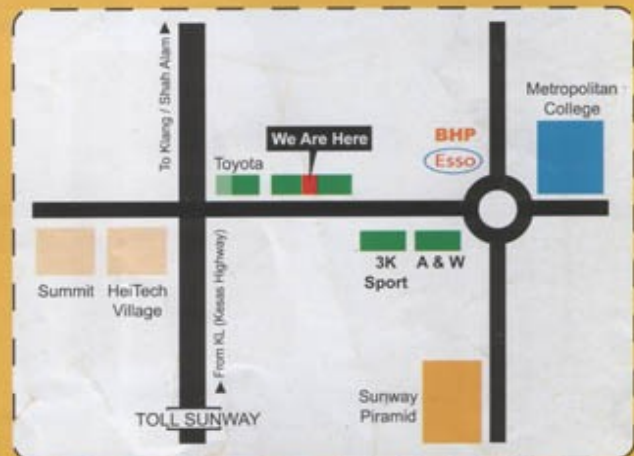 To Klang / Shah Alam
Metropolitan
College
We Are Here
BHP
Esso
Toyota
From KL (Kesas Highway)
3K
Sport
A & W
Summit
HeiTech
Village
Sunway
Piramid
TOLL SUNWAY